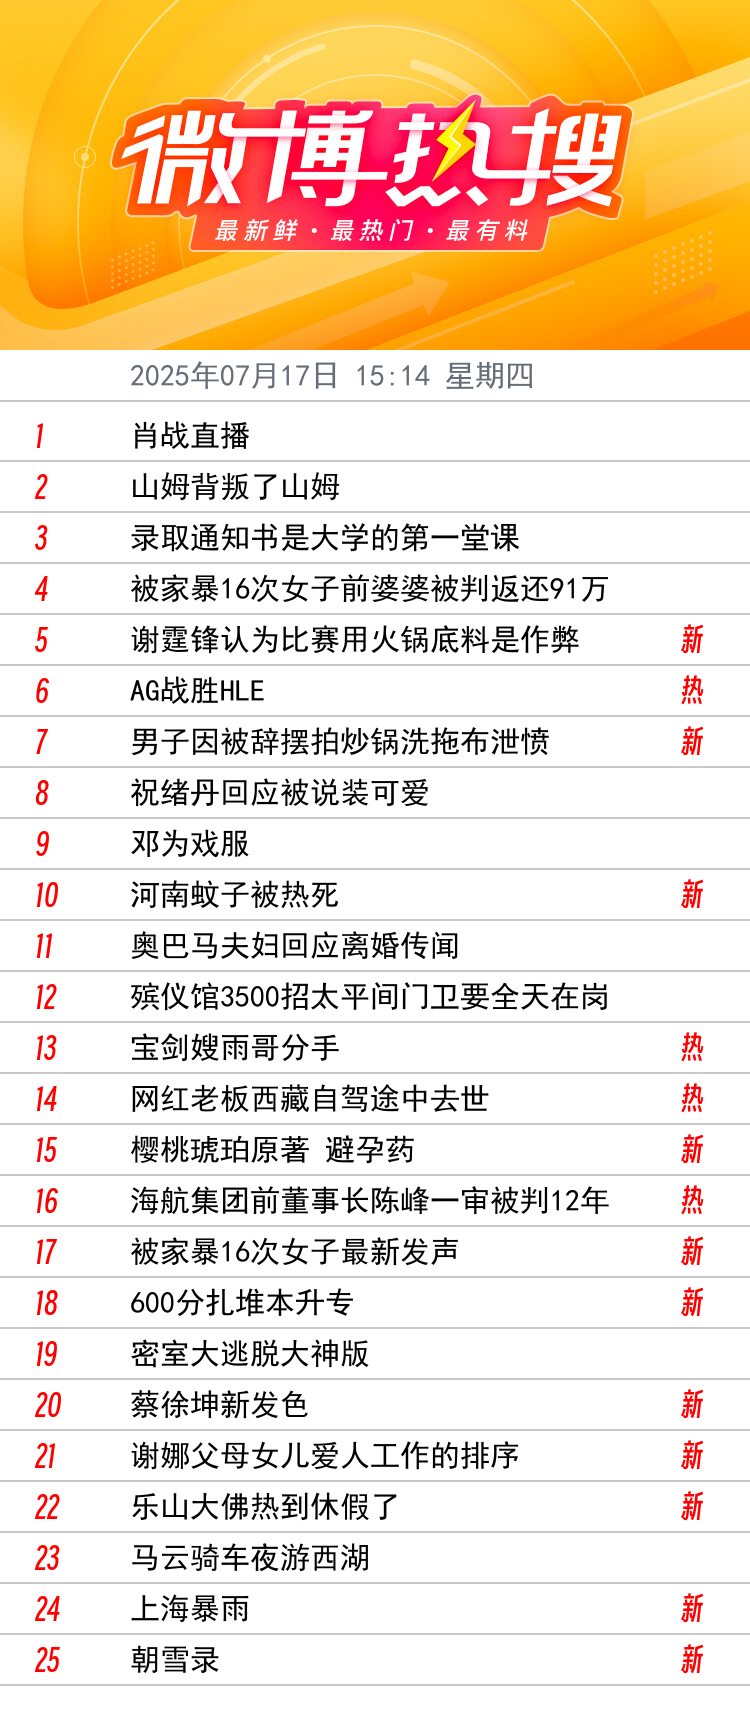 微博热搜
最新鲜·最热门·最有料
2025年07月17日 15:14 星期四
1 肖战直播
2 山姆背叛了山姆
3 录取通知书是大学的第一堂课
4 被家暴16次女子前婆婆被判返还91万
5 谢霆锋认为比赛用火锅底料是作弊 新
6 AG战胜HLE 热
7 男子因被辞摆拍炒锅洗拖布泄愤 新
8 祝绪丹回应被说装可爱
9 邓为戏服
10 河南蚊子被热死 新
11 奥巴马夫妇回应离婚传闻
12 殡仪馆3500招太平间门卫要全天在岗
13 宝剑嫂雨哥分手 热
14 网红老板西藏自驾途中去世 热
15 樱桃琥珀原著 避孕药 新
16 海航集团前董事长陈峰一审被判12年 热
17 被家暴16次女子最新发声 新
18 600分扎堆本升专 新
19 密室大逃脱大神版
20 蔡徐坤新发色 新
21 谢娜父母女儿爱人工作的排序 新
22 乐山大佛热到休假了 新
23 马云骑车夜游西湖
24 上海暴雨 新
25 朝雪录 新